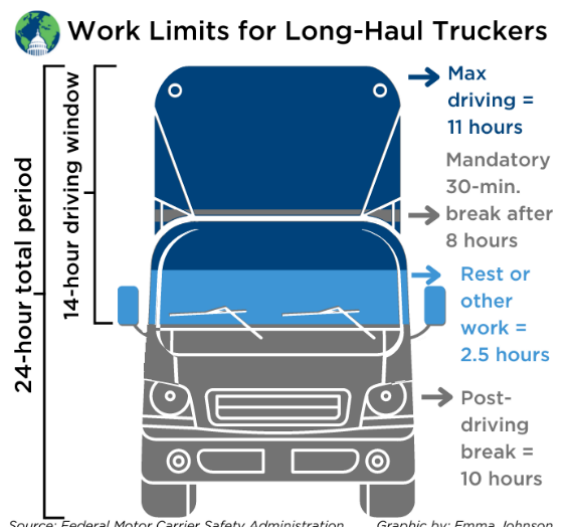 Work Limits for Long-Haul Truckers
24-hour total period
14-hour driving window
Max
driving =
11 hours
Mandatory
30-min.
break after
8 hours
Rest or
other
work =
2.5 hours
Post-
driving
break =
10 hours
Source: Federal Motor Carrier Safety Administration
Graphic by: Emma Johnson